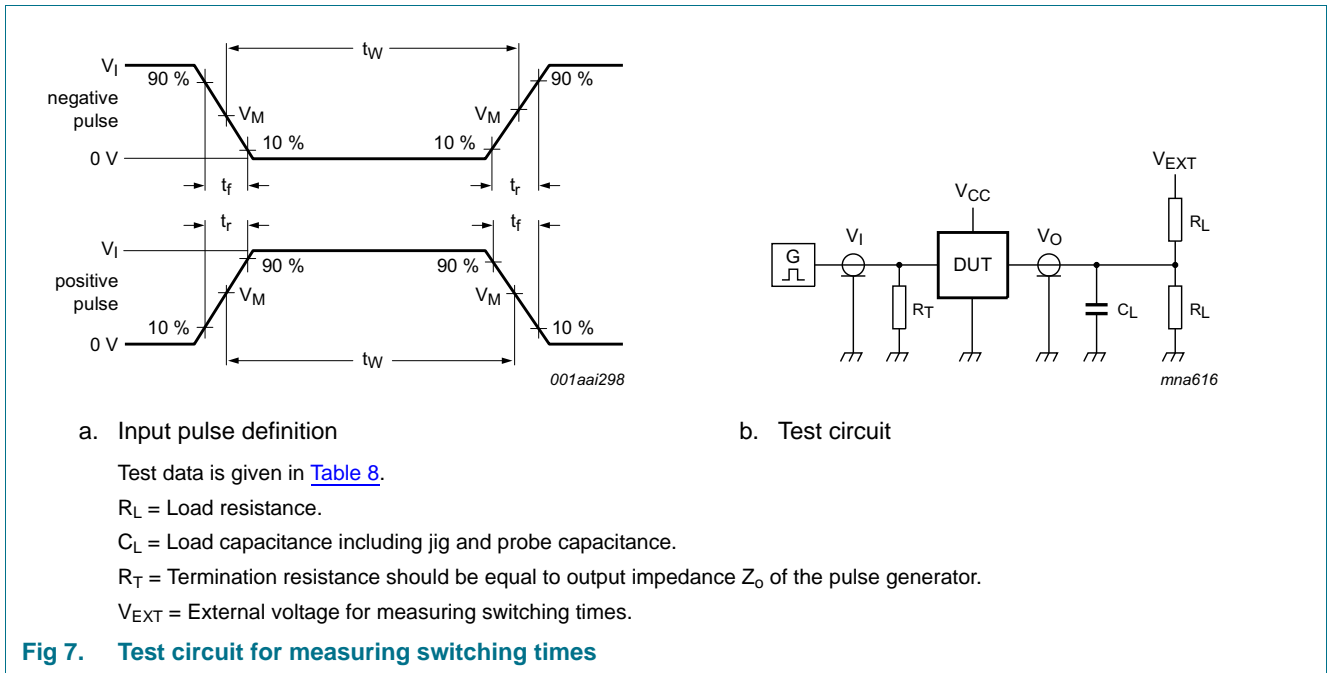 tW
VI
90 %
90 %
negative
pulse
VM
VM
10 %
10 %
0 V
tf
tr
tr
tf
VI
90 %
90 %
positive
pulse
VM
VM
10 %
10 %
0 V
tW
001aai298
VEXT
VCC
RL
VI
VO
G
DUT
RT
CL
RL
mna616
a. Input pulse definition
b. Test circuit
Test data is given in Table 8.
RL = Load resistance.
CL = Load capacitance including jig and probe capacitance.
RT = Termination resistance should be equal to output impedance Zo of the pulse generator.
VEXT = External voltage for measuring switching times.
Fig 7. Test circuit for measuring switching times